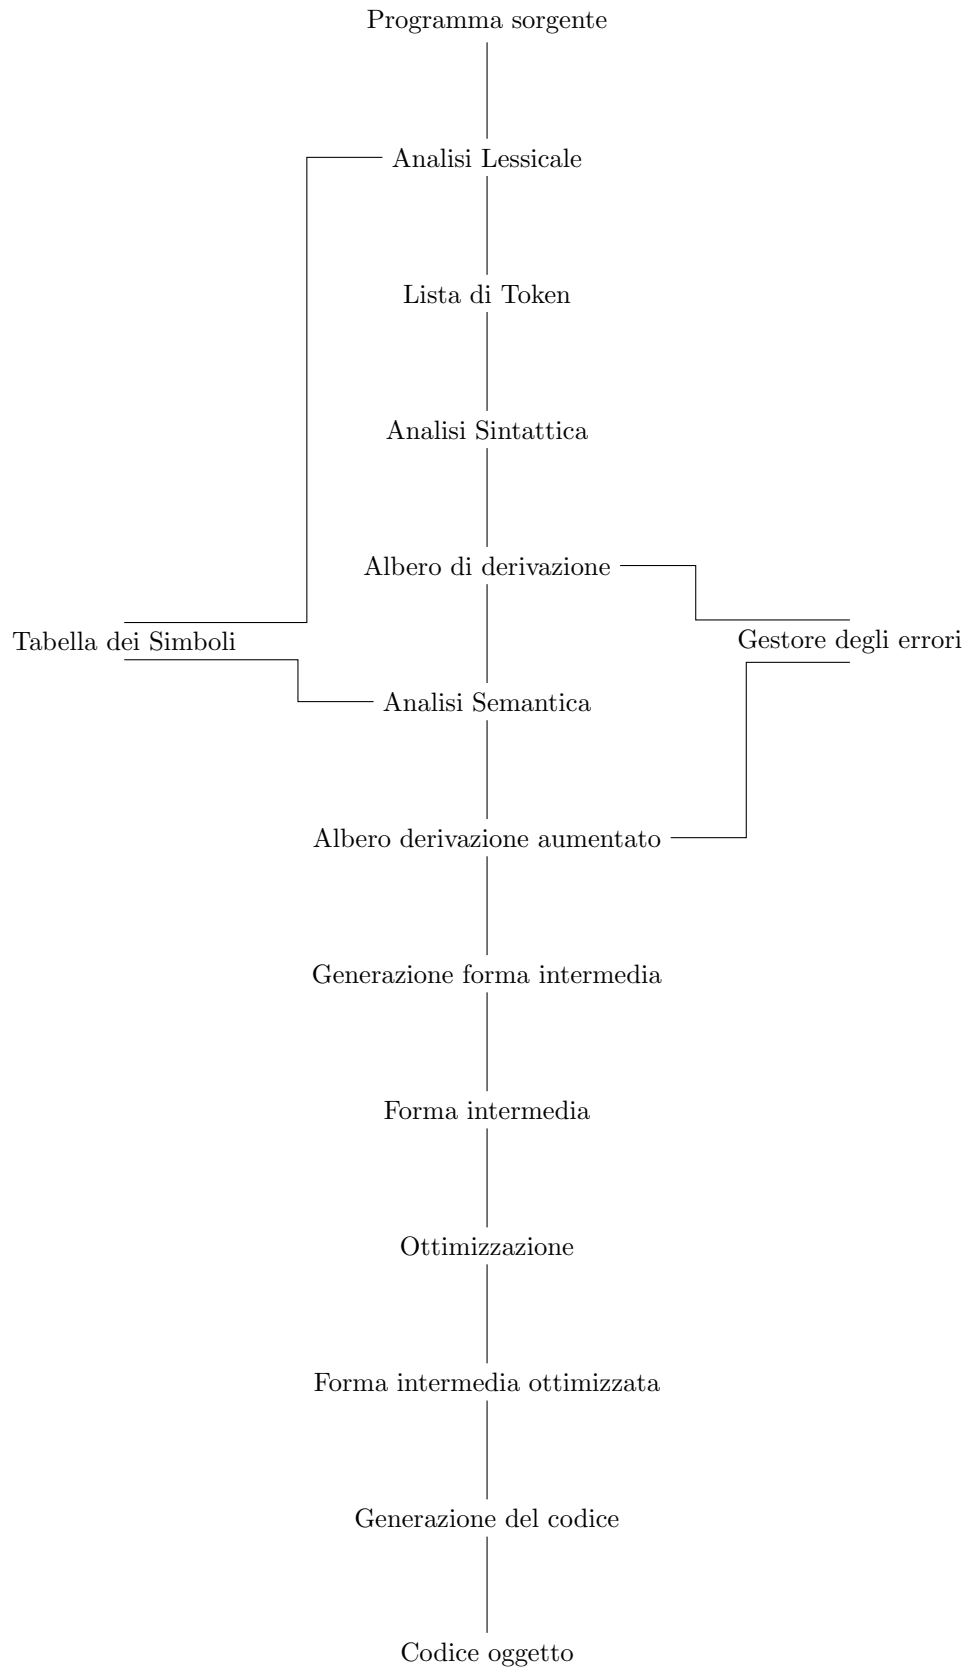 Programma sorgente
Analisi Lessicale
Lista di Token
Analisi Sintattica
Albero di derivazione
Tabella dei Simboli
Gestore degli errori
Analisi Semantica
Albero derivazione aumentato
Generazione forma intermedia
Forma intermedia
Ottimizzazione
Forma intermedia ottimizzata
Generazione del codice
Codice oggetto